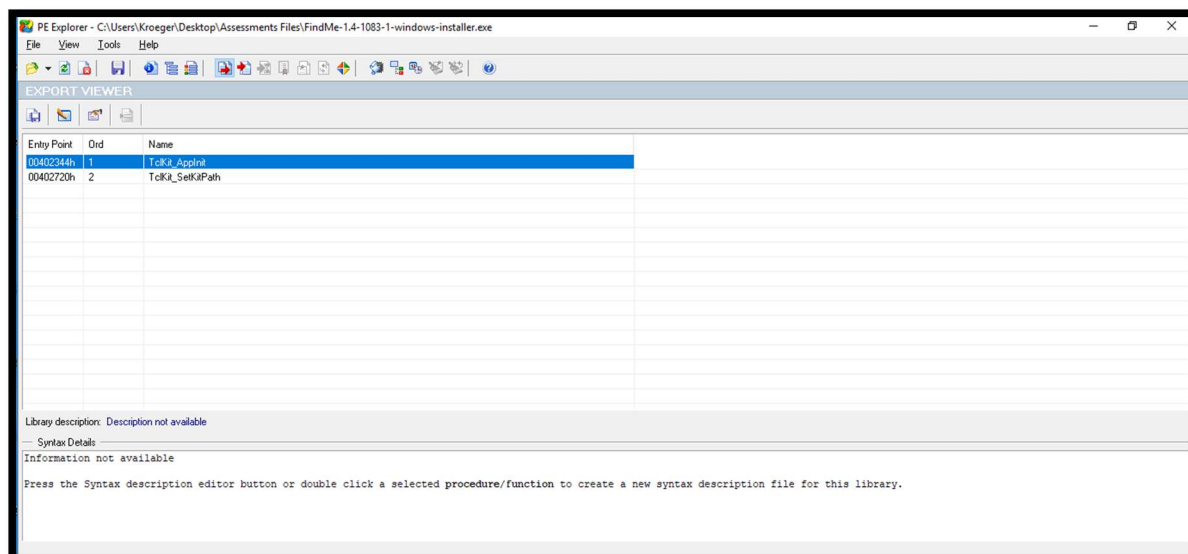 PE Explorer - C:\Users\Kroeger\Desktop\Assessments Files\FindMe-1.4-1083-1-windows-installer.exe
File View Tools Help
EXPORT VIEWER
Entry Point Ord Name
00402344h 1 TclKit_AppInit
00402720h 2 TclKit_SetKitPath
Library description: Description not available
Syntax Details
Information not available
Press the Syntax description editor button or double click a selected procedure/function to create a new syntax description file for this library.